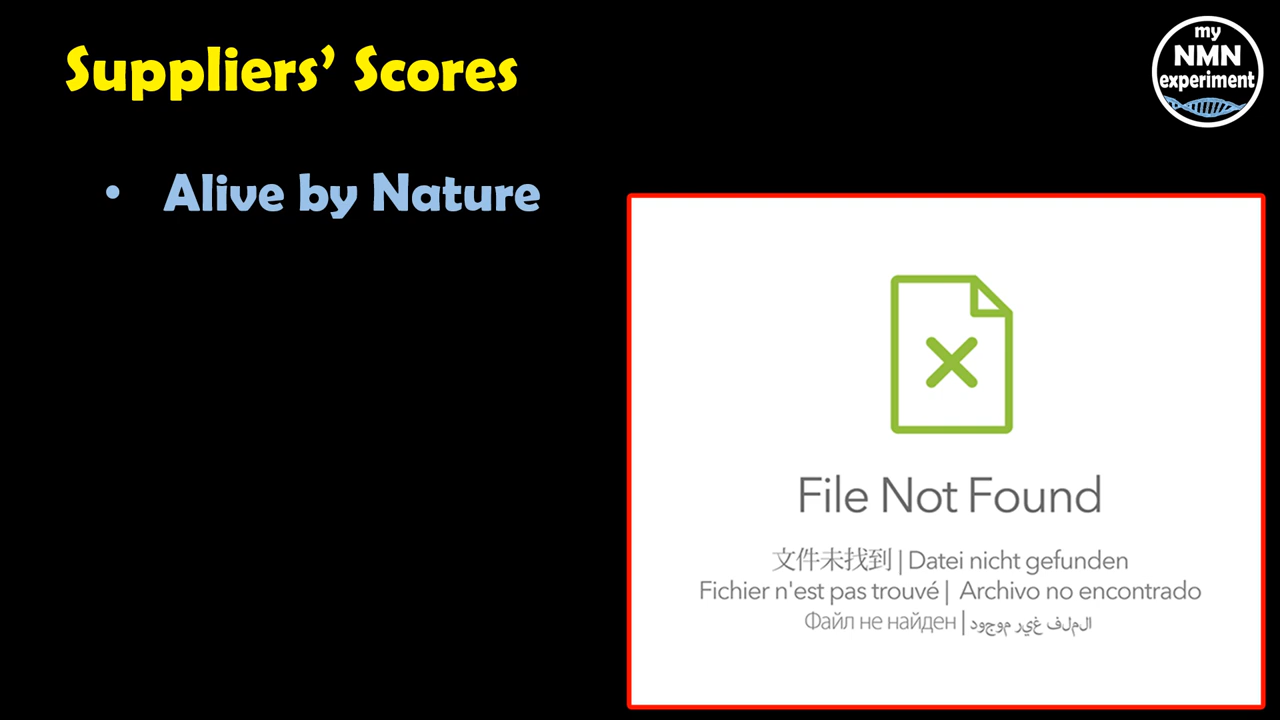 Suppliers’ Scores
my
NMN
experiment
• Alive by Nature
File Not Found
文件未找到 | Datei nicht gefunden
Fichier n'est pas trouvé | Archivo no encontrado
Файл не найден | الملف غير موجود